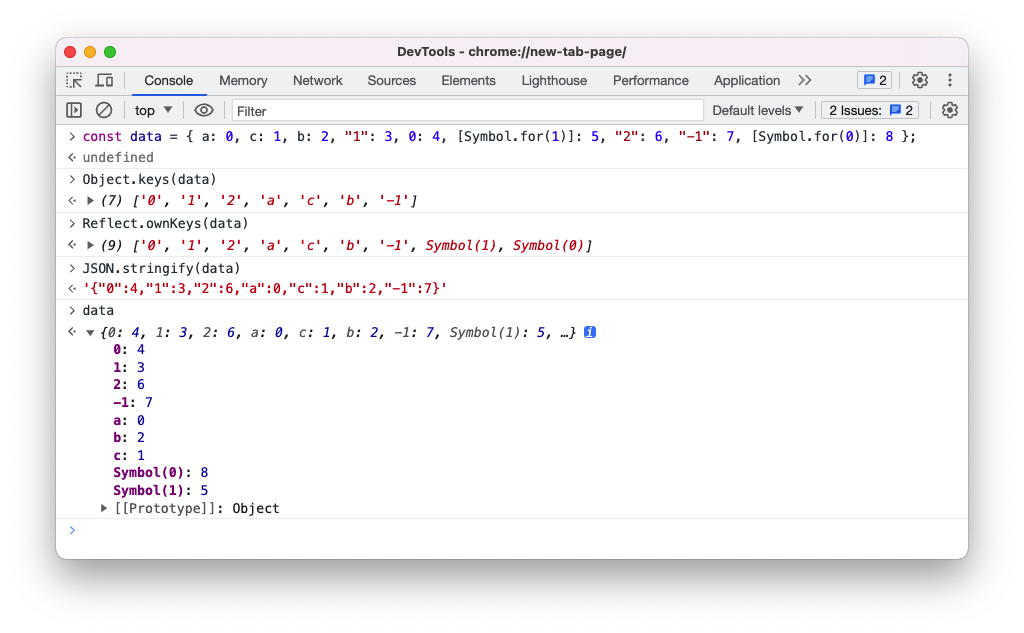 DevTools - chrome://new-tab-page/
Console Memory Network Sources Elements Lighthouse Performance Application 2
top Filter Default levels 2 Issues: 2
> const data = { a: 0, c: 1, b: 2, "1": 3, 0: 4, [Symbol.for(1)]: 5, "2": 6, "-1": 7, [Symbol.for(0)]: 8 };
undefined
> Object.keys(data)
(7) ['0', '1', '2', 'a', 'c', 'b', '-1']
> Reflect.ownKeys(data)
(9) ['0', '1', '2', 'a', 'c', 'b', '-1', Symbol(1), Symbol(0)]
> JSON.stringify(data)
'{"0":4,"1":3,"2":6,"a":0,"c":1,"b":2,"-1":7}'
> data
{0: 4, 1: 3, 2: 6, a: 0, c: 1, b: 2, -1: 7, Symbol(1): 5, …}
0: 4
1: 3
2: 6
-1: 7
a: 0
b: 2
c: 1
Symbol(0): 8
Symbol(1): 5
[[Prototype]]: Object
>